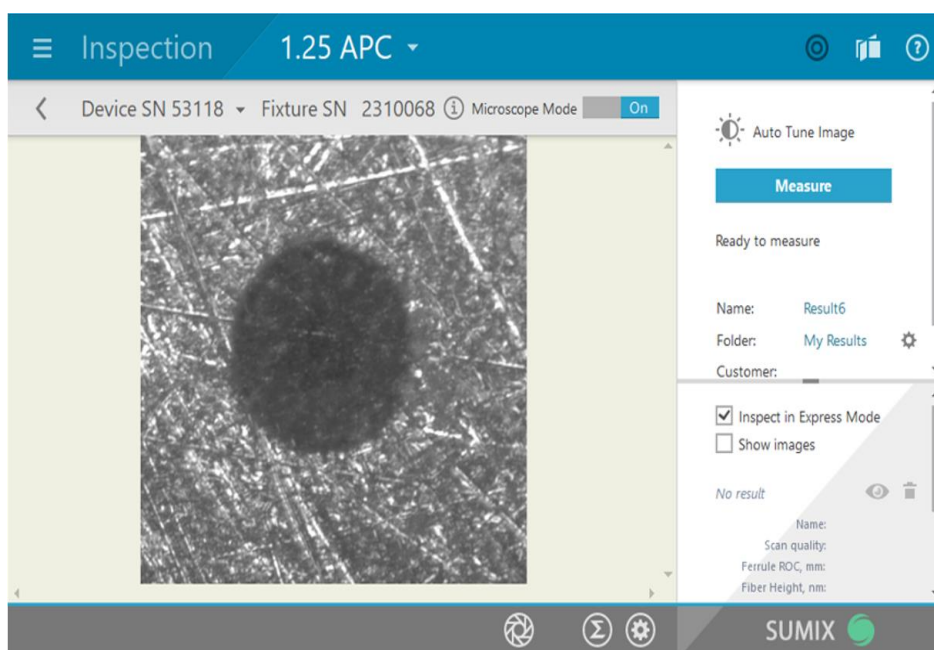 Inspection 1.25 APC
Device SN 53118 Fixture SN 2310068 Microscope Mode On
Auto Tune Image
Measure
Ready to measure
Name: Result6
Folder: My Results
Customer:
Inspect in Express Mode
Show images
No result
Name:
Scan quality:
Ferrule ROC, mm:
Fiber Height, nm:
SUMIX